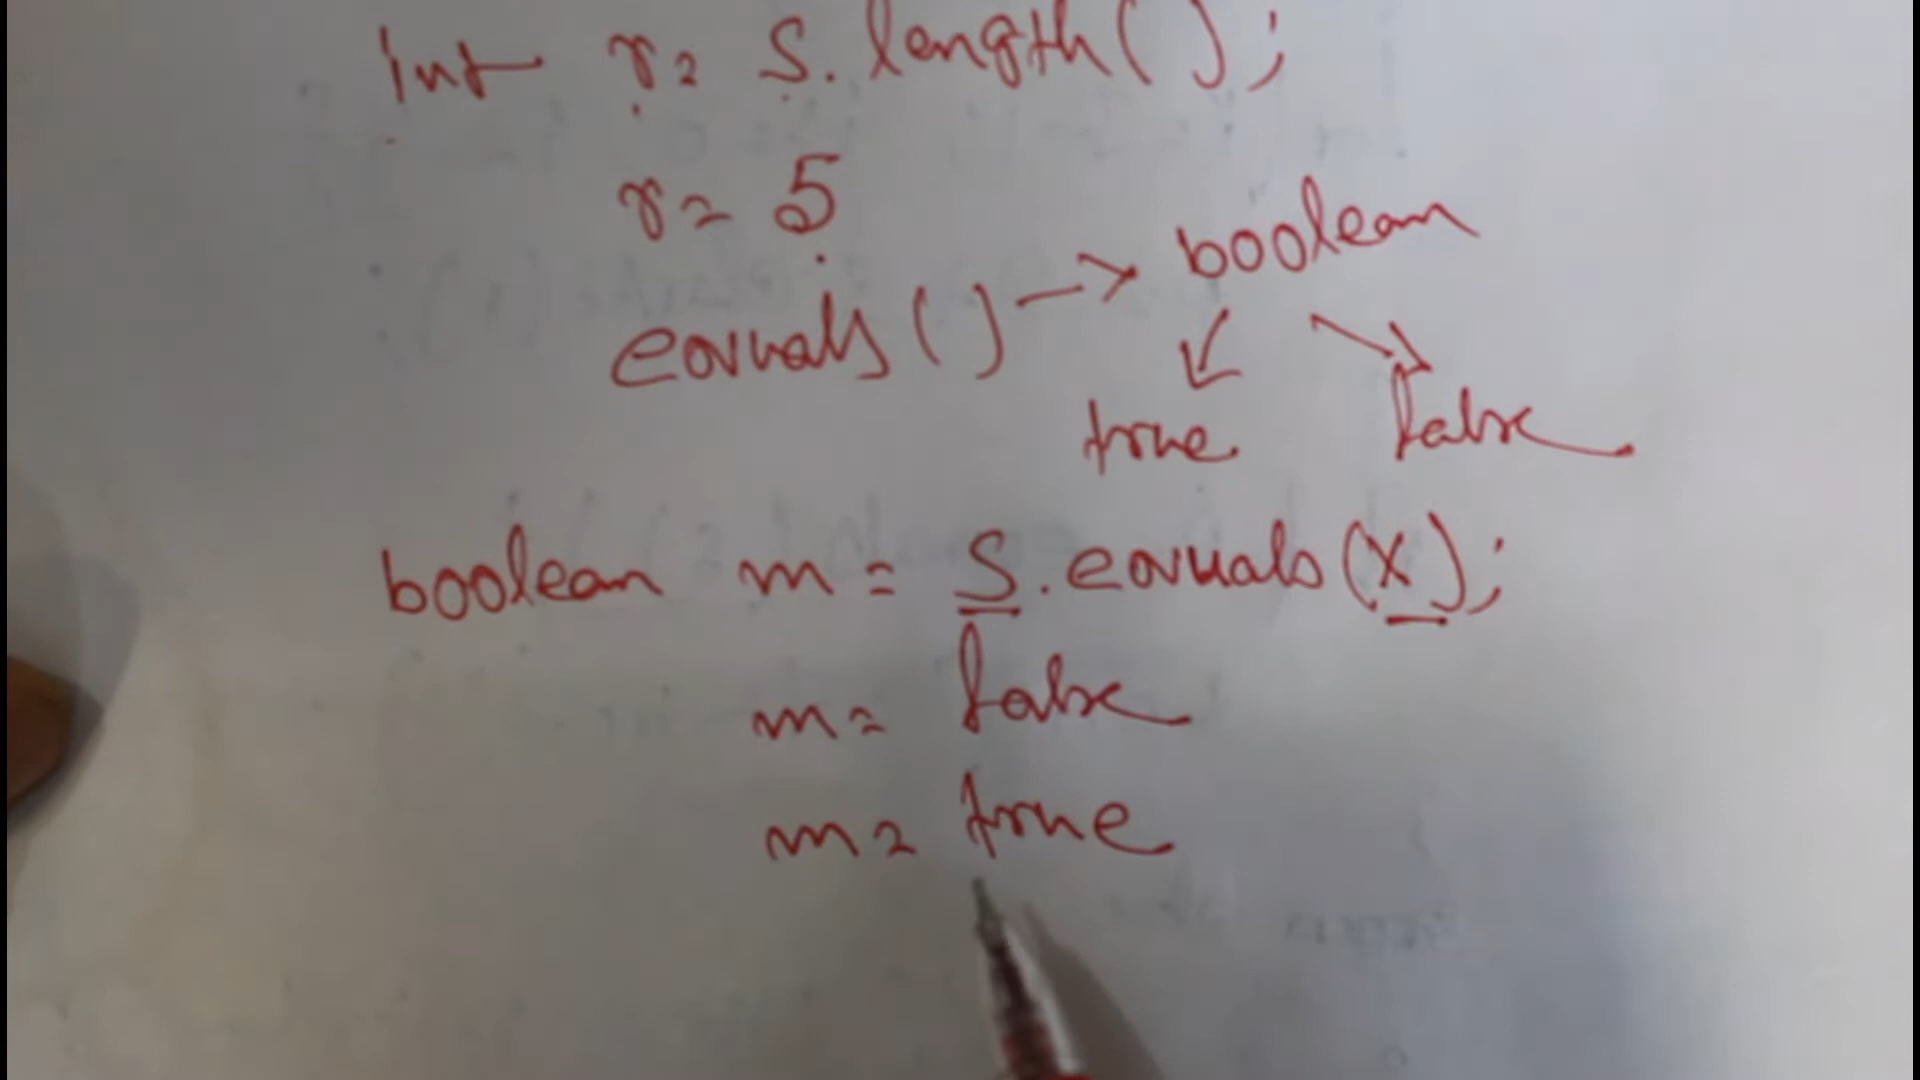 int r = s.length();
r = 5
equals() -> boolean
true false
boolean m = s.equals(x);
m = false
m = true